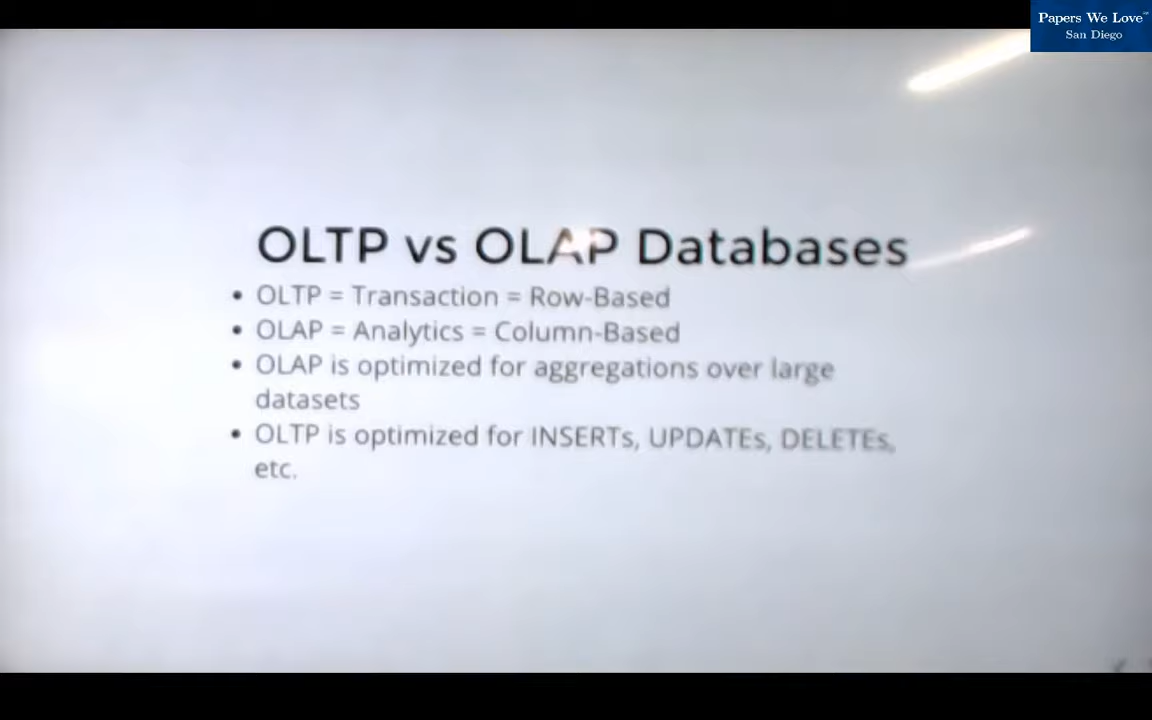 Papers We Love™
San Diego
OLTP vs OLAP Databases
• OLTP = Transaction = Row-Based
• OLAP = Analytics = Column-Based
• OLAP is optimized for aggregations over large
datasets
• OLTP is optimized for INSERTs, UPDATEs, DELETEs,
etc.